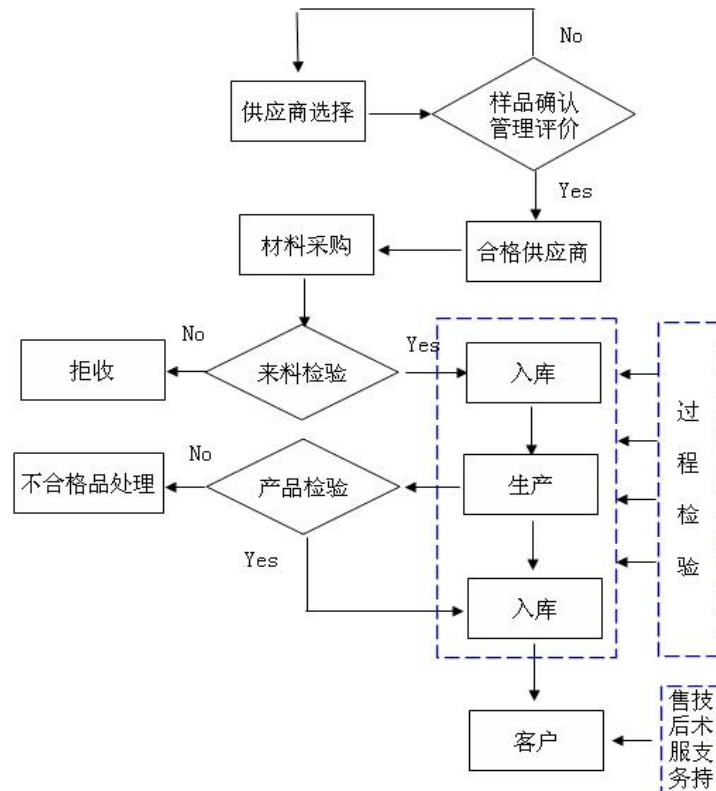 No
供应商选择
样品确认
管理评价
Yes
材料采购
合格供应商
No
Yes
拒收
来料检验
入库
过
程
检
验
No
不合格品处理
产品检验
生产
Yes
入库
客户
售后服务
技术支持